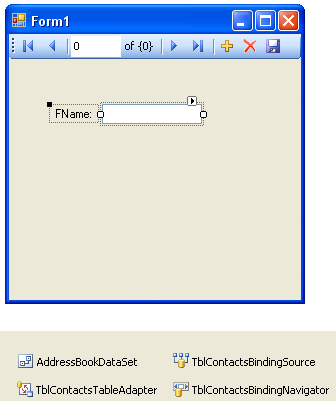 Form1
0 of {0}
FName:
AddressBookDataSet TblContactsBindingSource
TblContactsTableAdapter TblContactsBindingNavigator